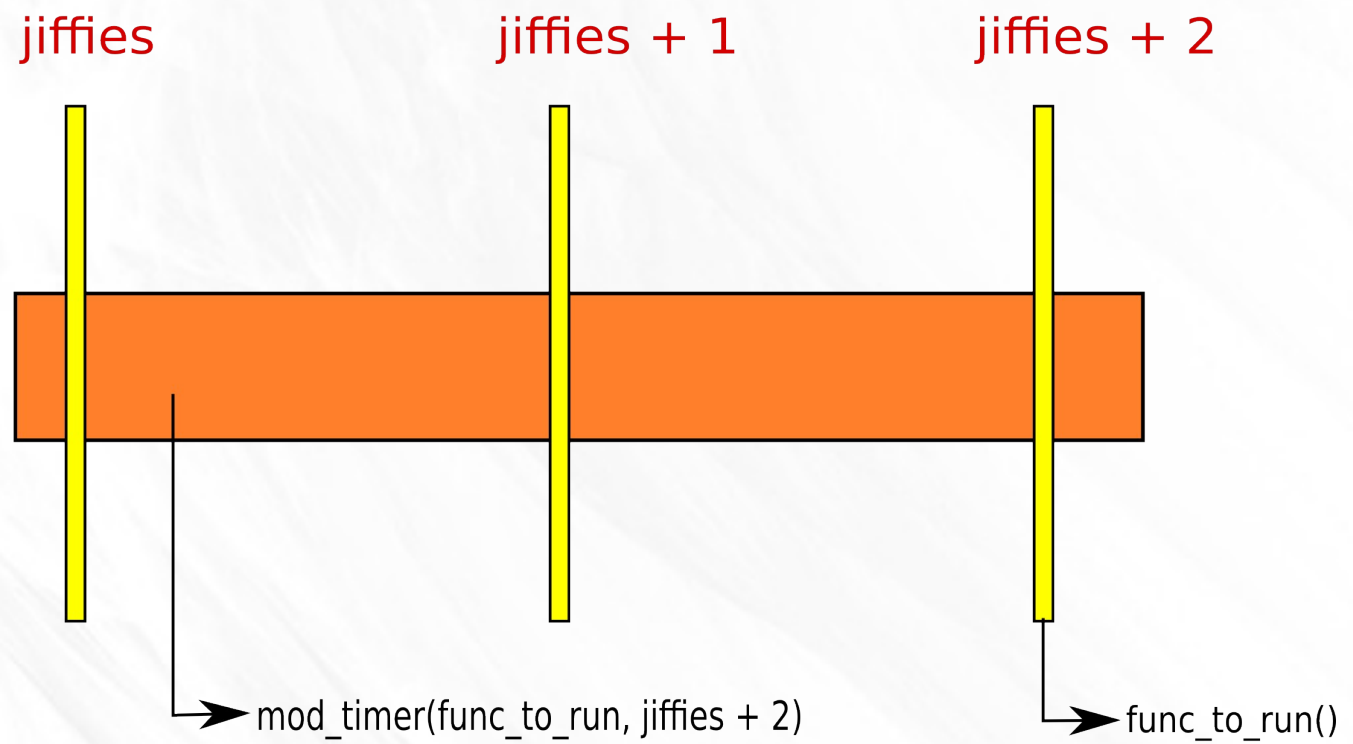 jiffies
jiffies + 1
jiffies + 2
mod_timer(func_to_run, jiffies + 2)
func_to_run()